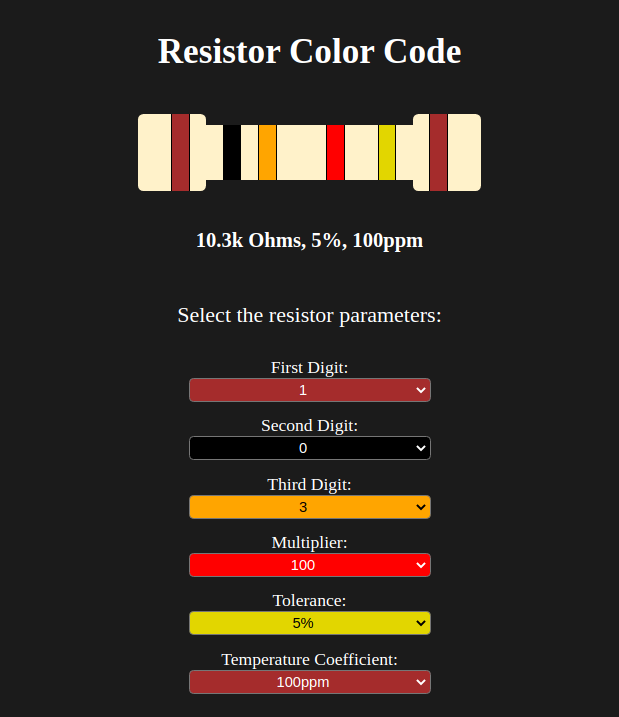 Resistor Color Code
10.3k Ohms, 5%, 100ppm
Select the resistor parameters:
First Digit:
1
Second Digit:
0
Third Digit:
3
Multiplier:
100
Tolerance:
5%
Temperature Coefficient:
100ppm